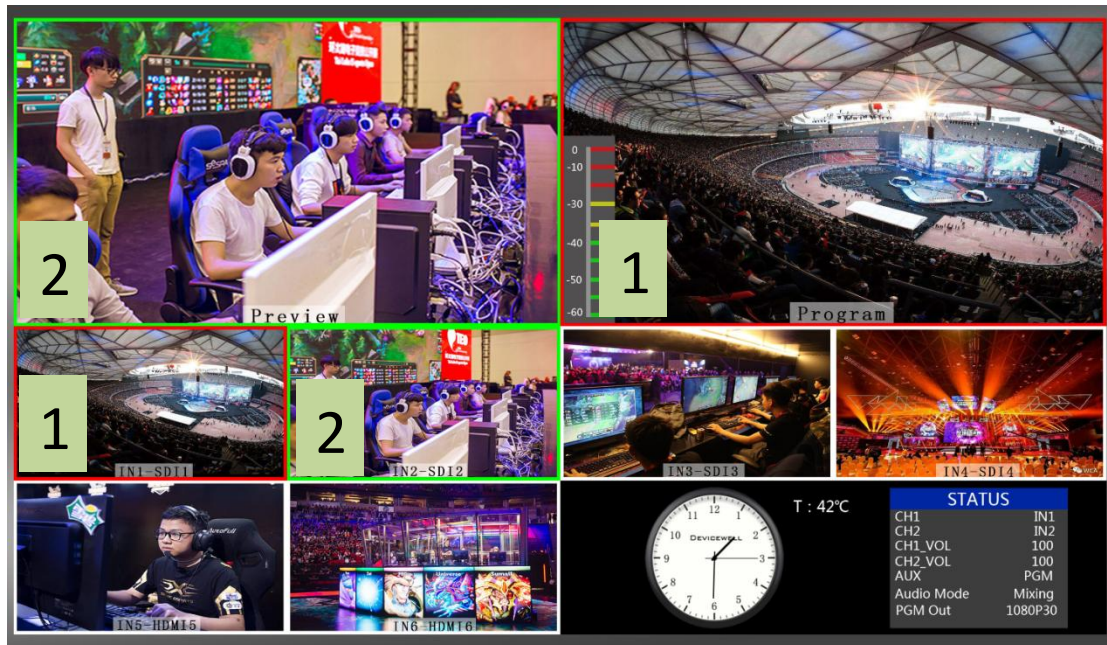 TED
2
Preview
0
-10
-30
-40
-50
-60
1
Program
1
IN1-SDI1
TED
2
IN2-SDI2
IN3-SDI3
IN4-SDI4
IN5-HDMI5
IN6-HDMI6
12
11
1
10
2
DEVICEWELL
9
3
8
4
7
5
6
T : 42℃
STATUS
CH1 IN1
CH2 IN2
CH1_VOL 100
CH2_VOL 100
AUX PGM
Audio Mode Mixing
PGM Out 1080P30